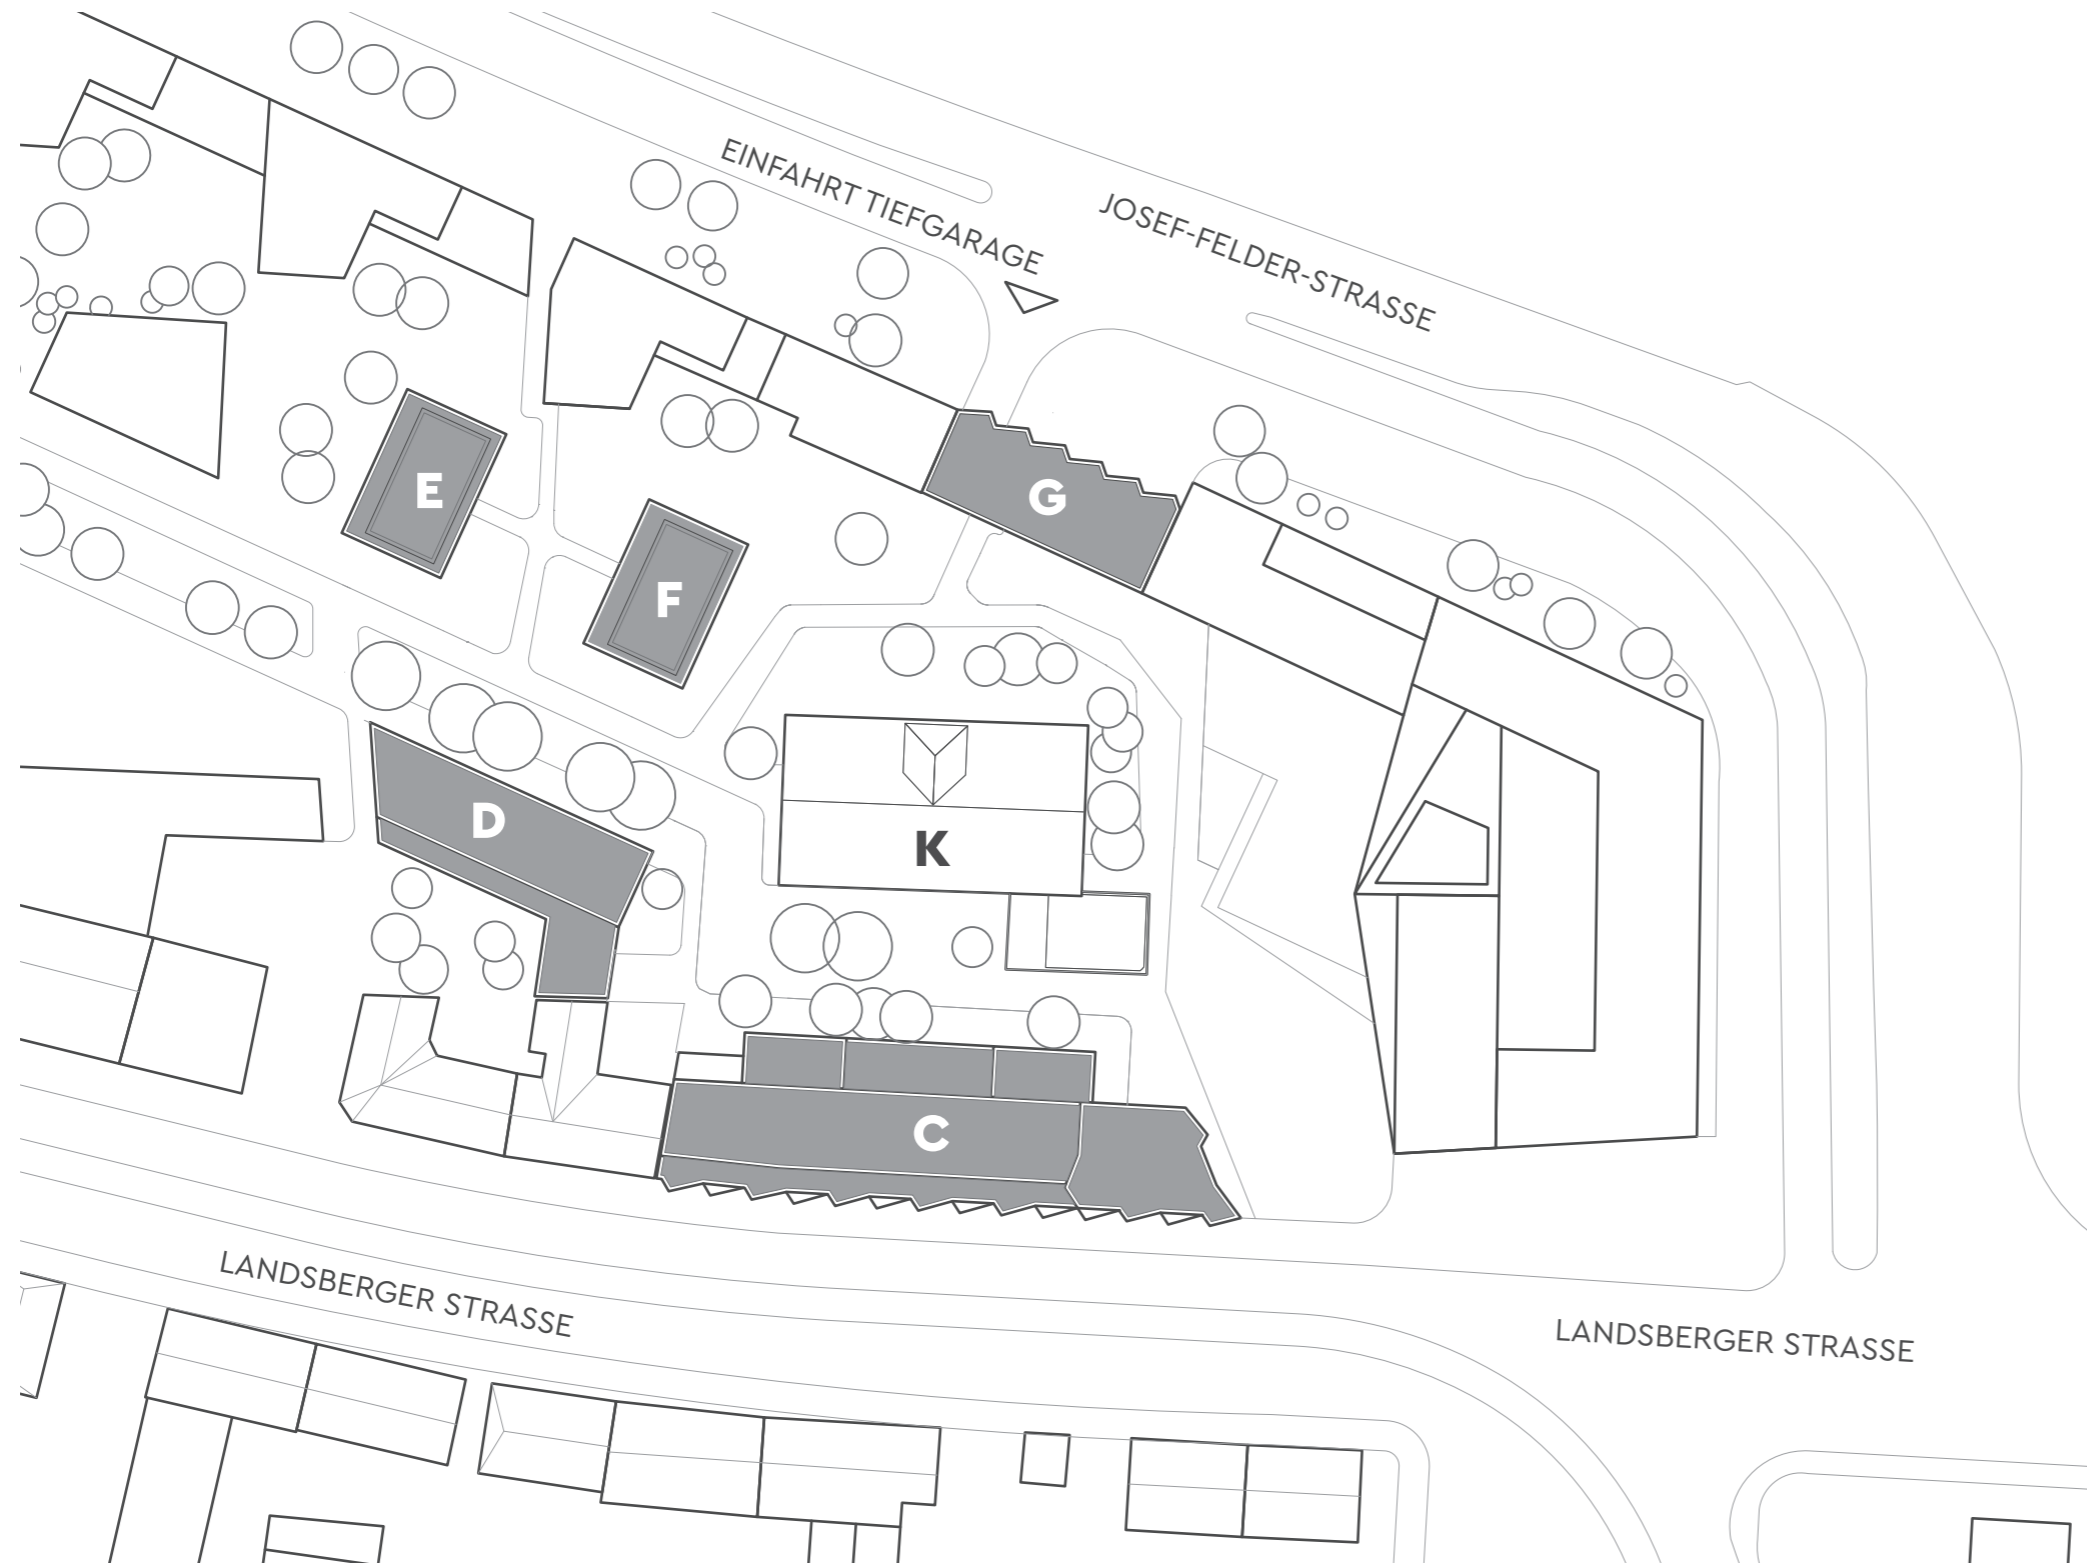 EINFAHRT TIEFGARAGE
JOSEF-FELDER-STRASSE
E
G
F
D
K
C
LANDSBERGER STRASSE
LANDSBERGER STRASSE